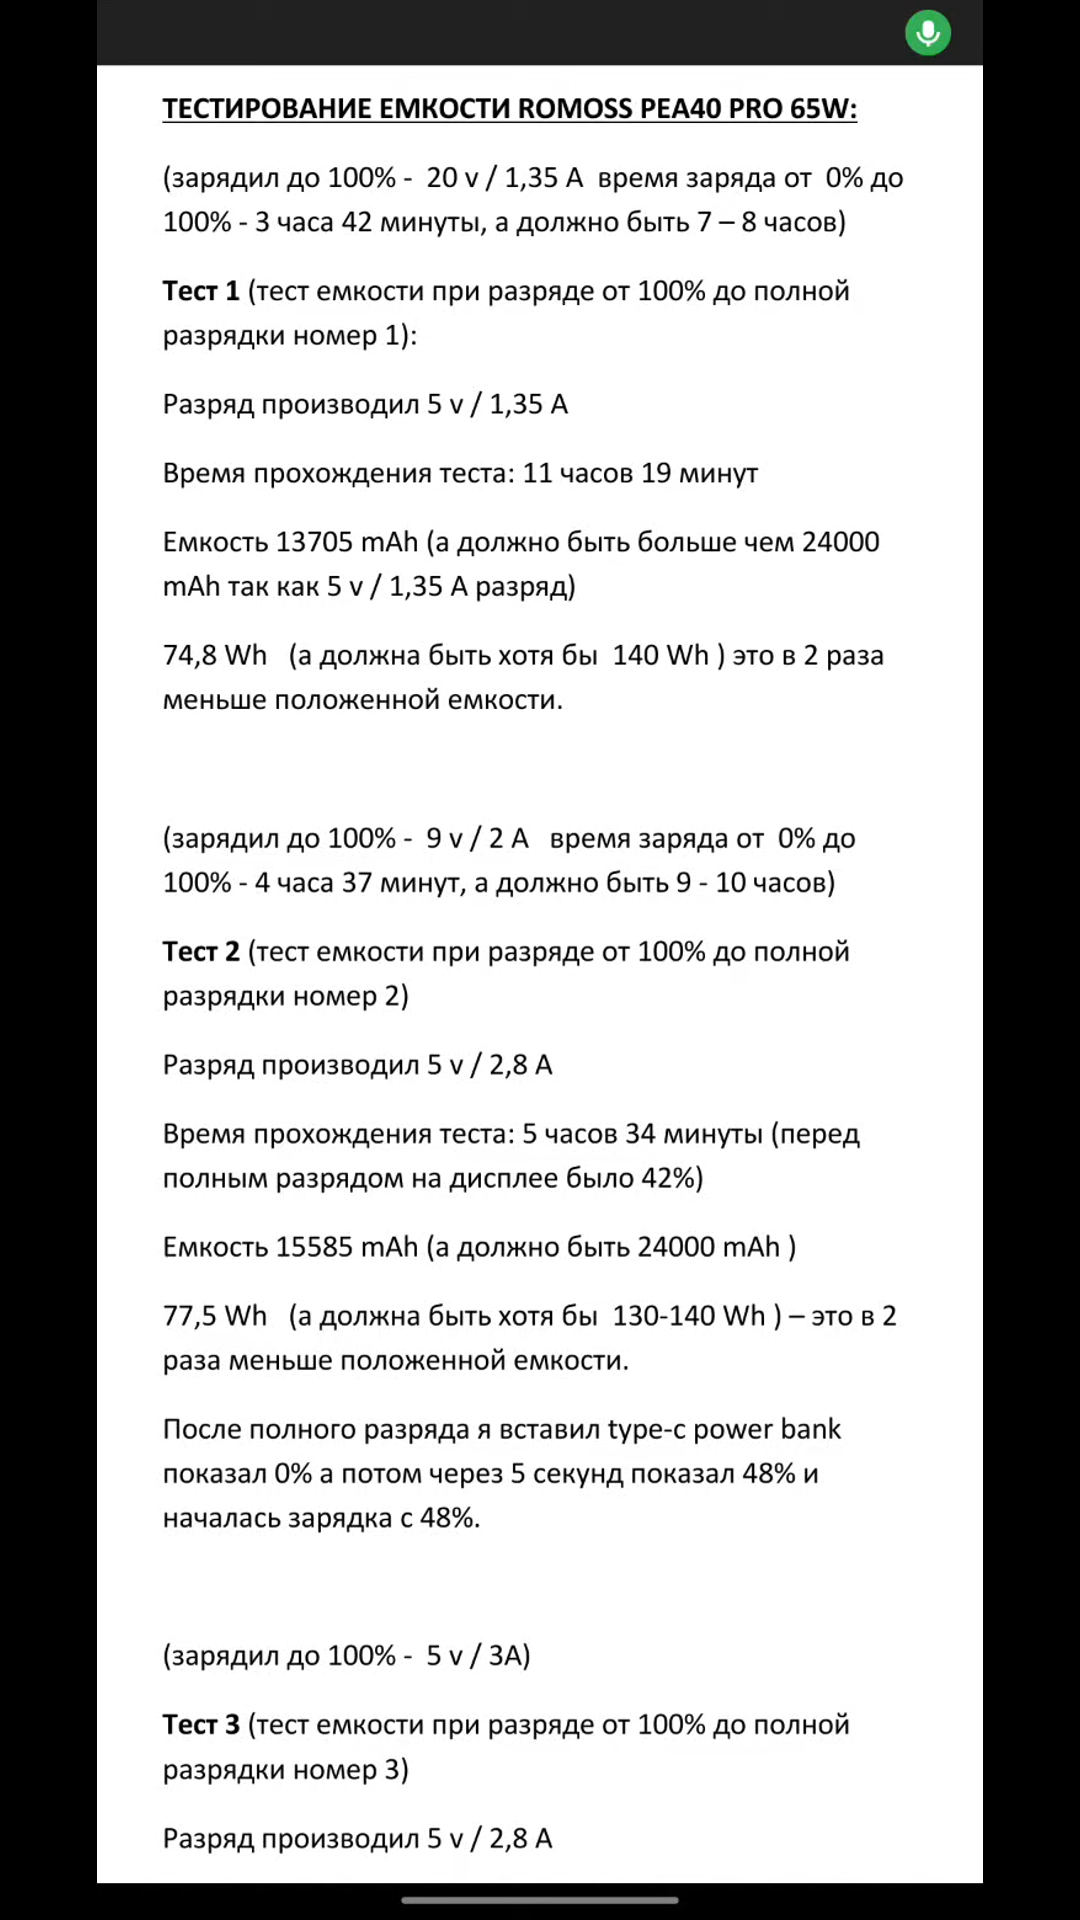 ТЕСТИРОВАНИЕ ЕМКОСТИ ROMOSS PEA40 PRO 65W:
(зарядил до 100% - 20 v / 1,35 A время заряда от 0% до
100% - 3 часа 42 минуты, а должно быть 7 – 8 часов)
Тест 1 (тест емкости при разряде от 100% до полной
разрядки номер 1):
Разряд производил 5 v / 1,35 А
Время прохождения теста: 11 часов 19 минут
Емкость 13705 mAh (а должно быть больше чем 24000
mAh так как 5 v / 1,35 А разряд)
74,8 Wh (а должна быть хотя бы 140 Wh ) это в 2 раза
меньше положенной емкости.
(зарядил до 100% - 9 v / 2 А время заряда от 0% до
100% - 4 часа 37 минут, а должно быть 9 - 10 часов)
Тест 2 (тест емкости при разряде от 100% до полной
разрядки номер 2)
Разряд производил 5 v / 2,8 А
Время прохождения теста: 5 часов 34 минуты (перед
полным разрядом на дисплее было 42%)
Емкость 15585 mAh (а должно быть 24000 mAh )
77,5 Wh (а должна быть хотя бы 130-140 Wh ) – это в 2
раза меньше положенной емкости.
После полного разряда я вставил type-c power bank
показал 0% а потом через 5 секунд показал 48% и
началась зарядка с 48%.
(зарядил до 100% - 5 v / 3А)
Тест 3 (тест емкости при разряде от 100% до полной
разрядки номер 3)
Разряд производил 5 v / 2,8 А